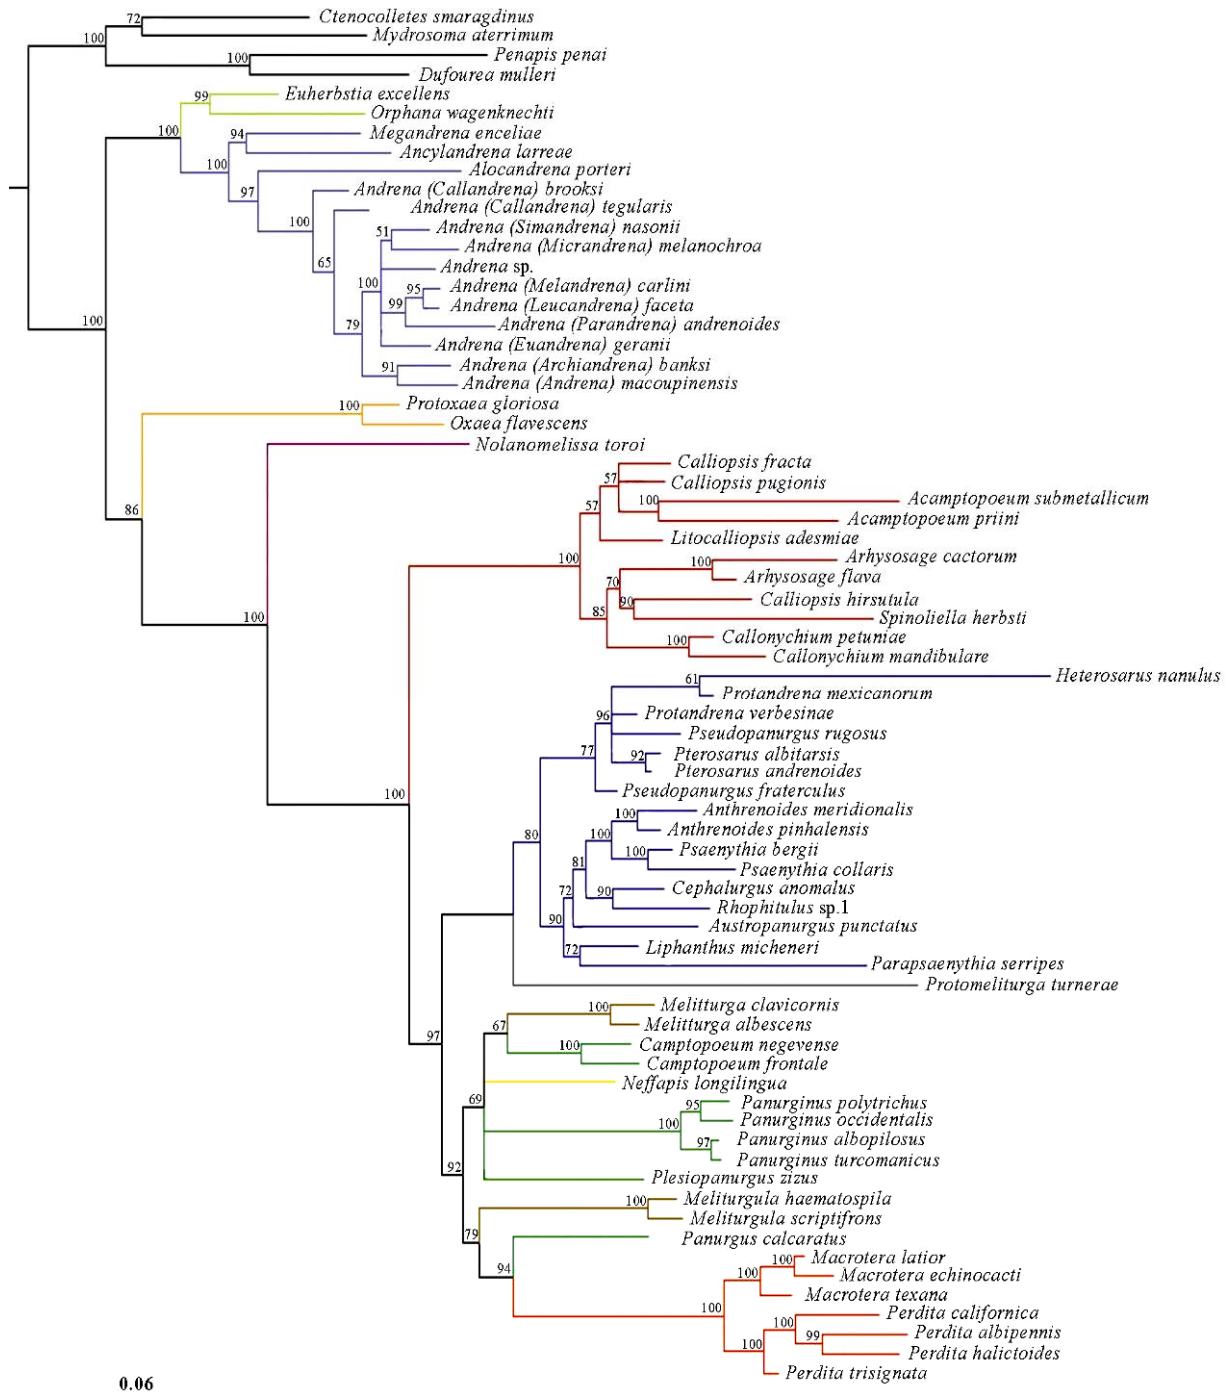 Ctenocolletes smaragdinus
72
Mydrosoma aterrimum
100
Penapis penai
100
Dufourea mulleri
Euherbstia excellens
99
Orphana wagenknechti
100
Megandrena enceliae
94
Ancylandrena larreae
100
Alocandrena porteri
97
Andrena (Callandrena) brooksi
Andrena (Callandrena) tegularis
100
Andrena (Simandrena) nasonii
51
Andrena (Micrandrena) melanochroa
65
Andrena sp.
100
Andrena (Melandrena) carlini
95
Andrena (Leucandrena) faceta
99
Andrena (Parandrena) andrenoides
100
79
Andrena (Euandrena) geranii
Andrena (Archiandrena) banksi
91
Andrena (Andrena) macoupinensis
Protoxaea gloriosa
100
Oxaea flavescens
Nolanomelissa toroi
Calliopsis fracta
57
Calliopsis pugionis
100
Acamptopoeum submetallicum
57
86
Acamptopoeum priini
Litocalliopsis adesmiae
100
Arhysosage cactorum
100
Arhysosage flava
70
Calliopsis hirsutula
90
85
100
Spinoliella herbsti
Callonychium petuniae
100
Callonychium mandibulare
Heterosarus nanulus
61
Protandrena mexicanorum
96
Protandrena verbesinae
Pseudopanurgus rugosus
77
92
Pterosarus albitarsis
Pterosarus andrenoides
100
Pseudopanurgus fraterculus
Anthrenoides meridionalis
100
Anthrenoides pinhalensis
80
100
Psaenythia bergii
100
81
Psaenythia collaris
Cephalurgus anomalus
72
90
Rhophitulus sp.1
90
Austropanurgus punctatus
Liphanthus micheneri
72
Parapsaenythia serripes
Protomeliturga turnerae
Melitturga clavicornis
100
67
Melitturga albescens
97
Camptopoeum negevense
100
Camptopoeum frontale
Neffapis longilingua
69
Panurginus polytrichus
95
Panurginus occidentalis
100
Panurginus albopilosus
97
Panurginus turcomanicus
92
Plesiopanurgus zizus
Meliturgula haematospila
100
Meliturgula scriptifrons
79
Panurgus calcaratus
94
Macrotera latior
100
Macrotera echinocacti
100
Macrotera texana
100
Perdita californica
100
Perdita albipennis
99
100
Perdita halictoides
Perdita trisignata
0.06